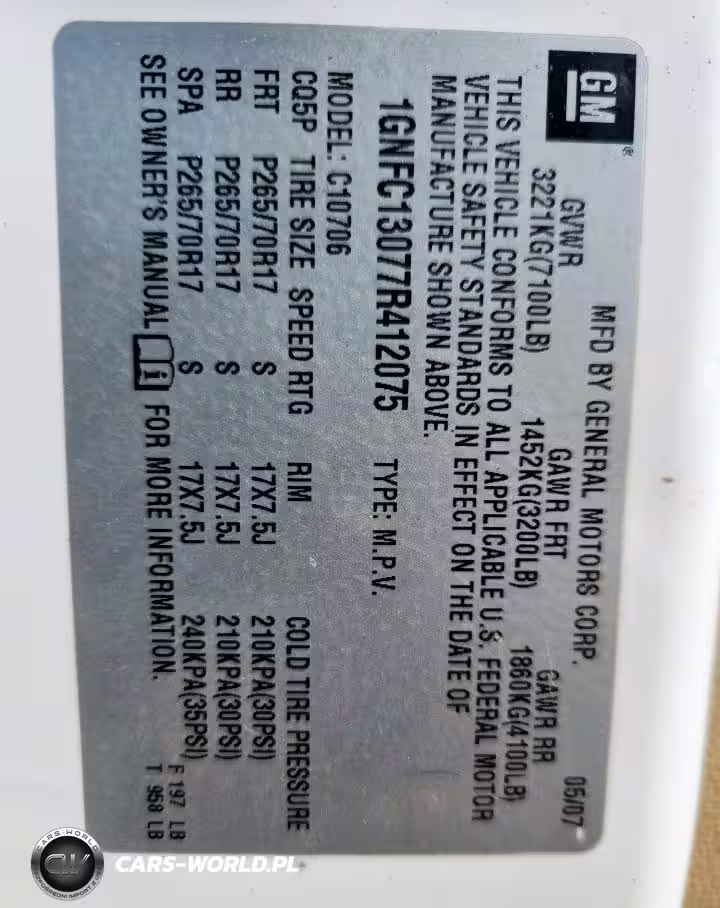 GM
MFD BY GENERAL MOTORS CORP. 05/07
GVWR GAWR FRT GAWR RR
3221KG(7100LB) 1452KG(3200LB) 1860KG(4100LB)
THIS VEHICLE CONFORMS TO ALL APPLICABLE U.S. FEDERAL MOTOR
VEHICLE SAFETY STANDARDS IN EFFECT ON THE DATE OF
MANUFACTURE SHOWN ABOVE.
1GNFC13077R412075 TYPE: M.P.V.
MODEL: C10706
CQ5P TIRE SIZE SPEED RTG RIM COLD TIRE PRESSURE
FRT P265/70R17 S 17X7.5J 210KPA(30PSI)
RR P265/70R17 S 17X7.5J 210KPA(30PSI)
SPA P265/70R17 S 17X7.5J 240KPA(35PSI) F 197 LB
SEE OWNER'S MANUAL FOR MORE INFORMATION. T 958 LB
CARS-WORLD
CW
CARS-WORLD.PL